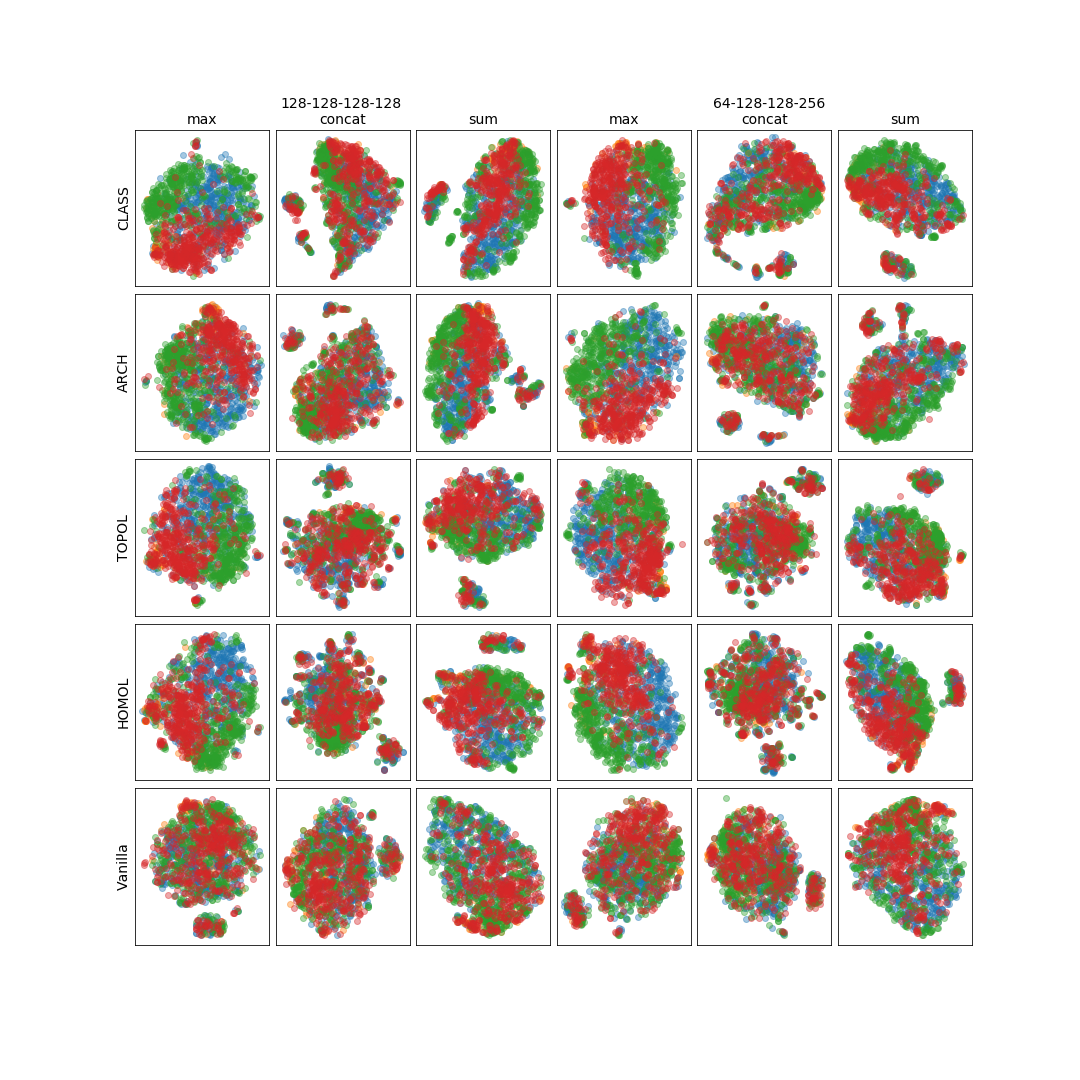 128-128-128-128
64-128-128-256
max
concat
sum
max
concat
sum
CLASS
ARCH
TOPOL
HOMOL
Vanilla